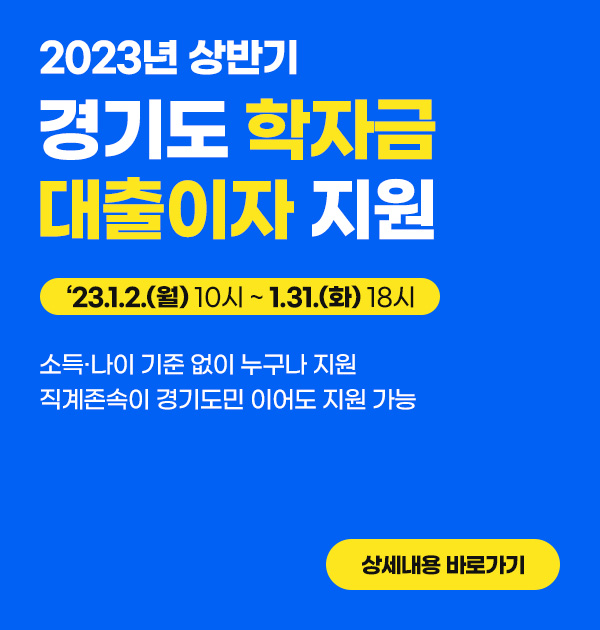 2023년 상반기
경기도 학자금
대출이자 지원
‘23.1.2.(월) 10시 ~ 1.31.(화) 18시
소득·나이 기준 없이 누구나 지원
직계존속이 경기도민 이어도 지원 가능
상세내용 바로가기